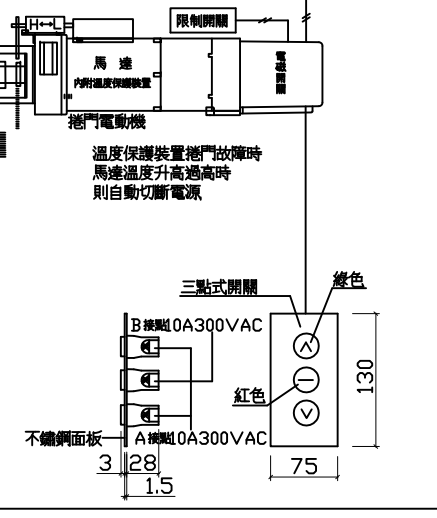 限制開關
H↔L
馬達
內附溫度保護裝置
電磁開關
捲門電動機
溫度保護裝置捲門故障時
馬達溫度升高過高時
則自動切斷電源
三點式開關
綠色
B接點10A300VAC
紅色
130
不鏽鋼面板
A接點10A300VAC
3
28
75
1.5